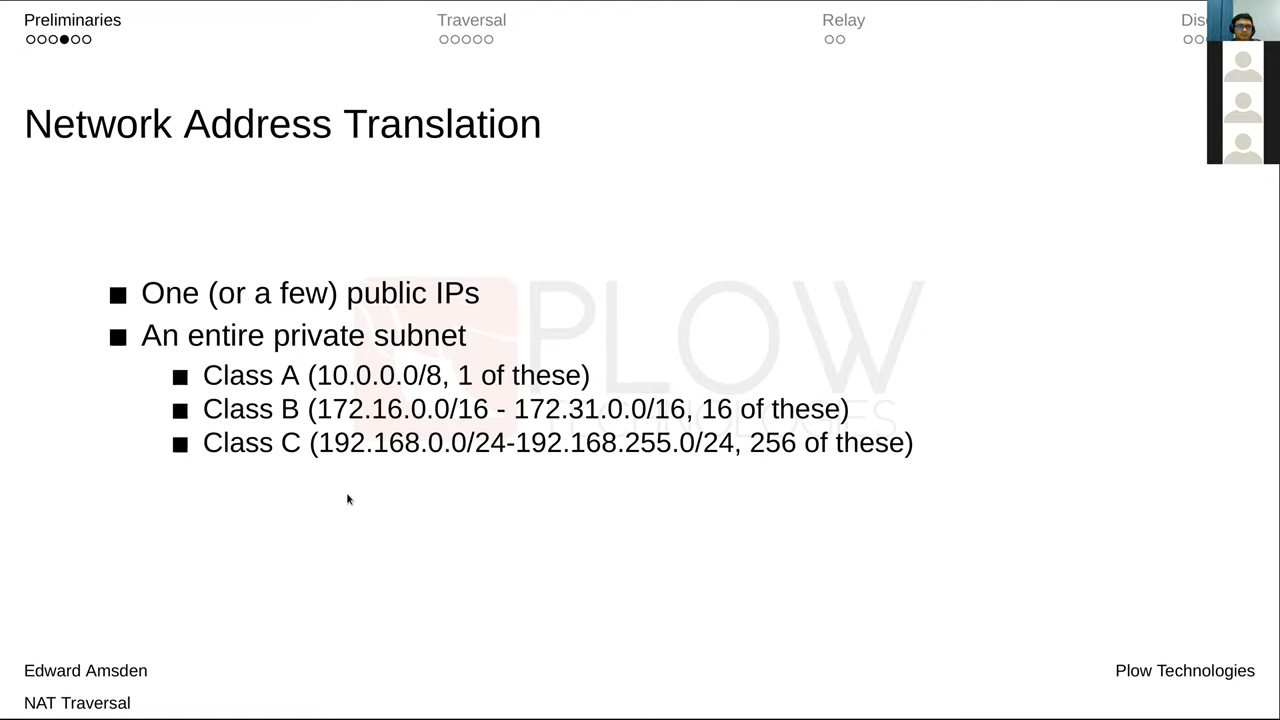 Preliminaries
Traversal
Relay
Network Address Translation
One (or a few) public IPs
An entire private subnet
Class A (10.0.0.0/8, 1 of these)
Class B (172.16.0.0/16 - 172.31.0.0/16, 16 of these)
Class C (192.168.0.0/24-192.168.255.0/24, 256 of these)
PLOW
TECHNOLOGIES
Edward Amsden
Plow Technologies
NAT Traversal